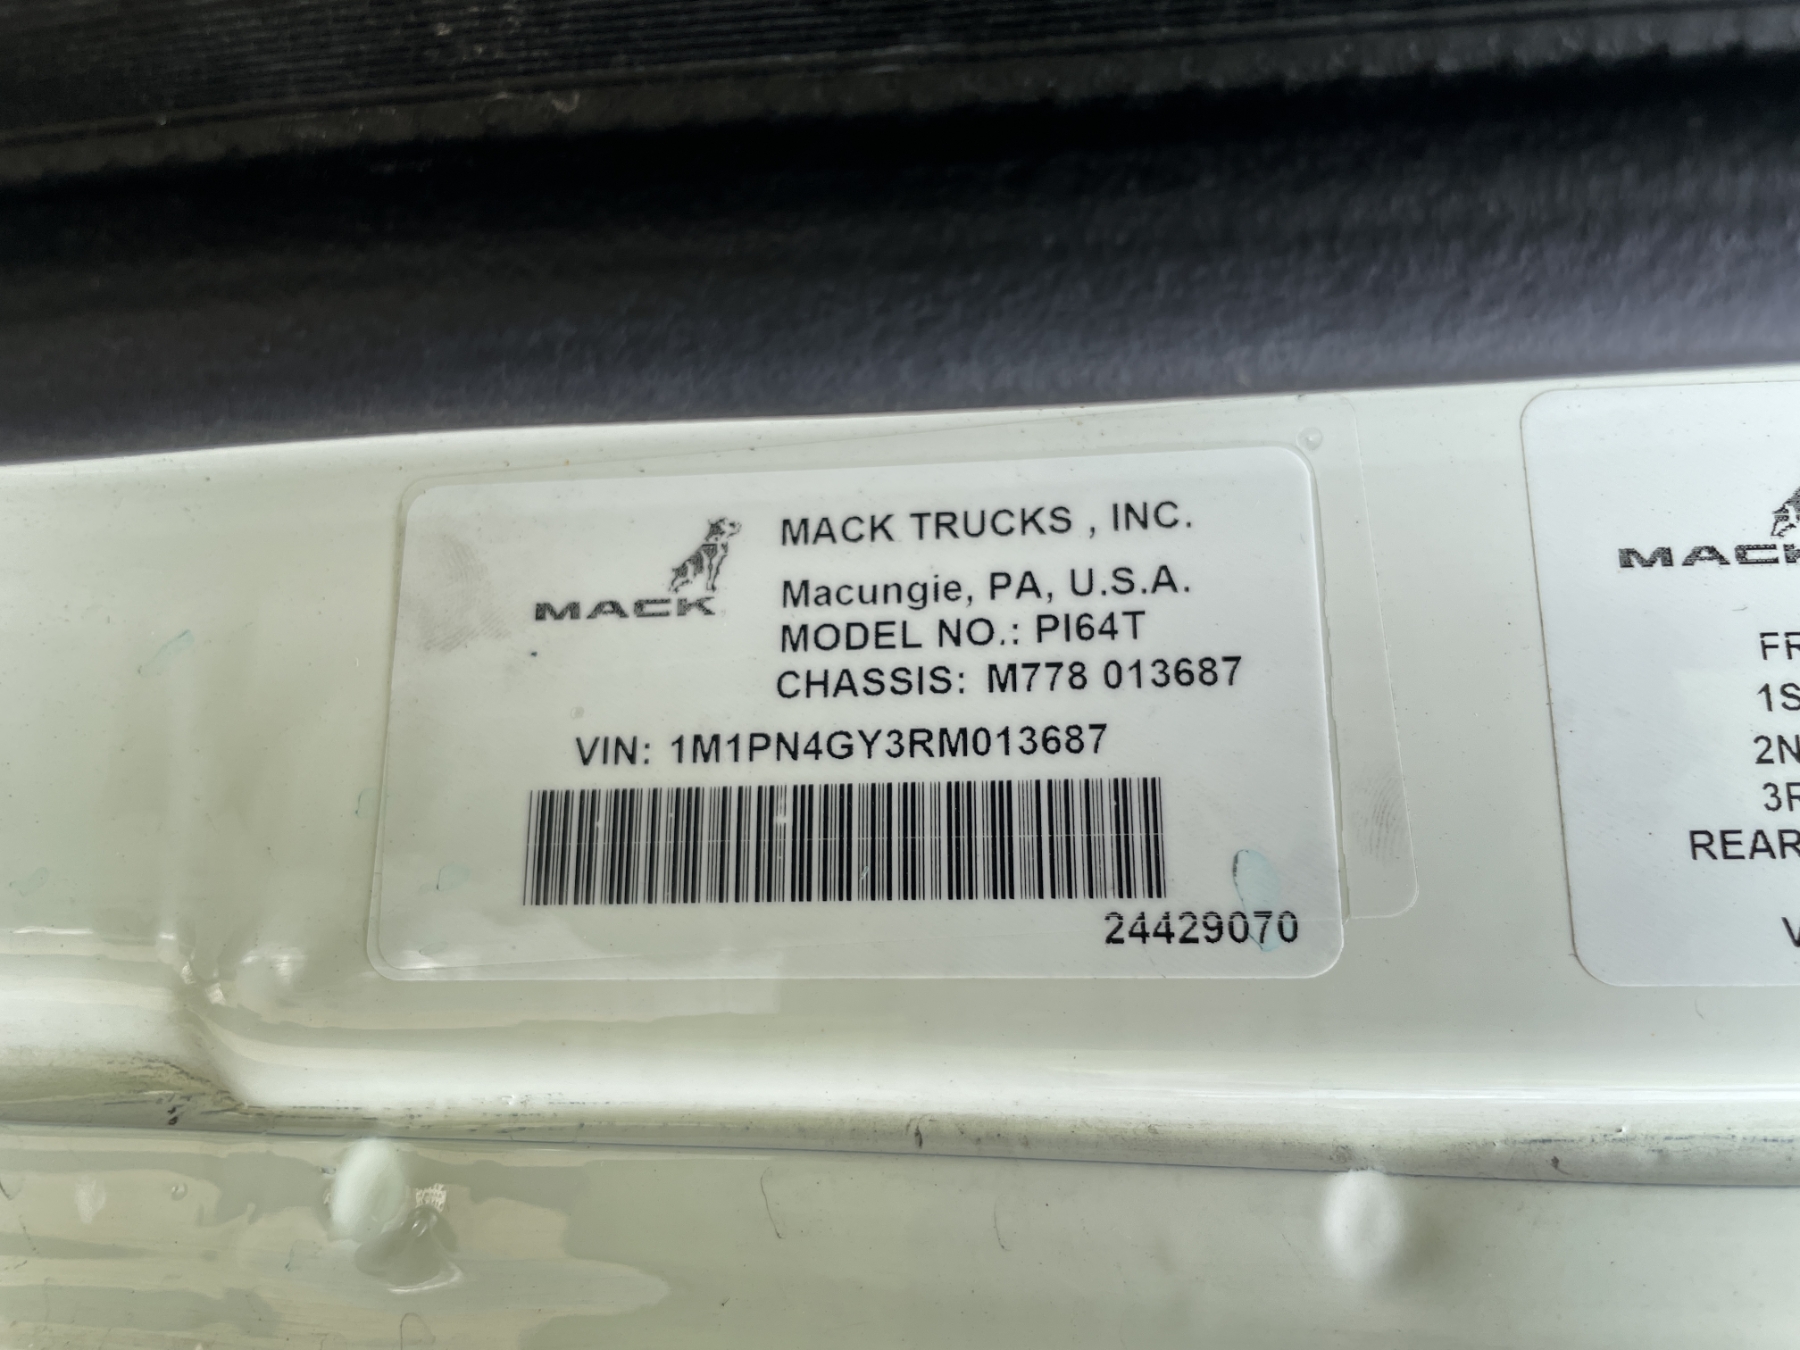 MACK
MACK TRUCKS , INC.
Macungie, PA, U.S.A.
MODEL NO.: PI64T
CHASSIS: M778 013687
VIN: 1M1PN4GY3RM013687
24429070
MACK
FR
1S
2N
3R
REAR
V